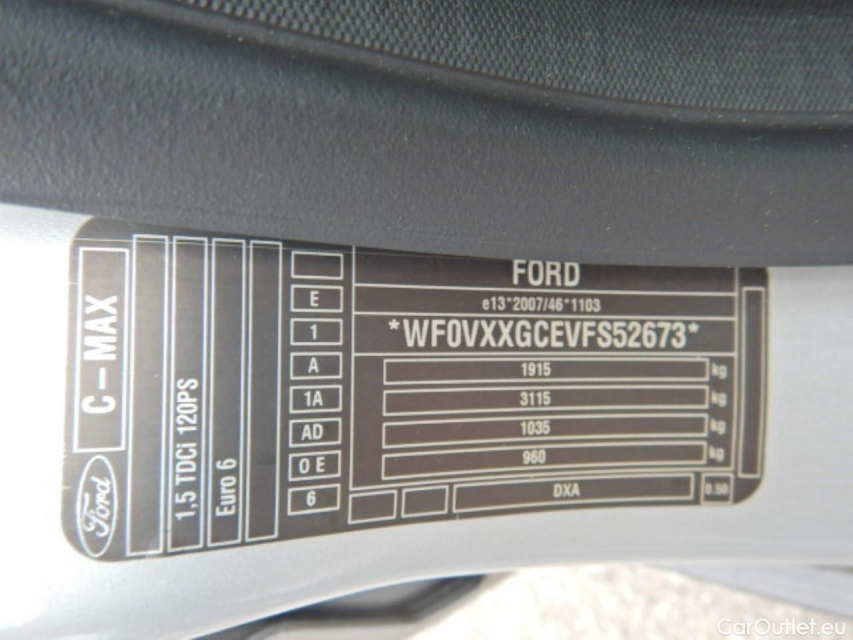 C-MAX
Ford
1,5 TDCi 120PS
Euro 6
E
1
A
1A
AD
0 E
6
FORD
e13*2007/46*1103
*WF0VXXGCEVFS52673*
1915 kg
3115 kg
1035 kg
960 kg
DXA
0.50
CarOutlet.eu